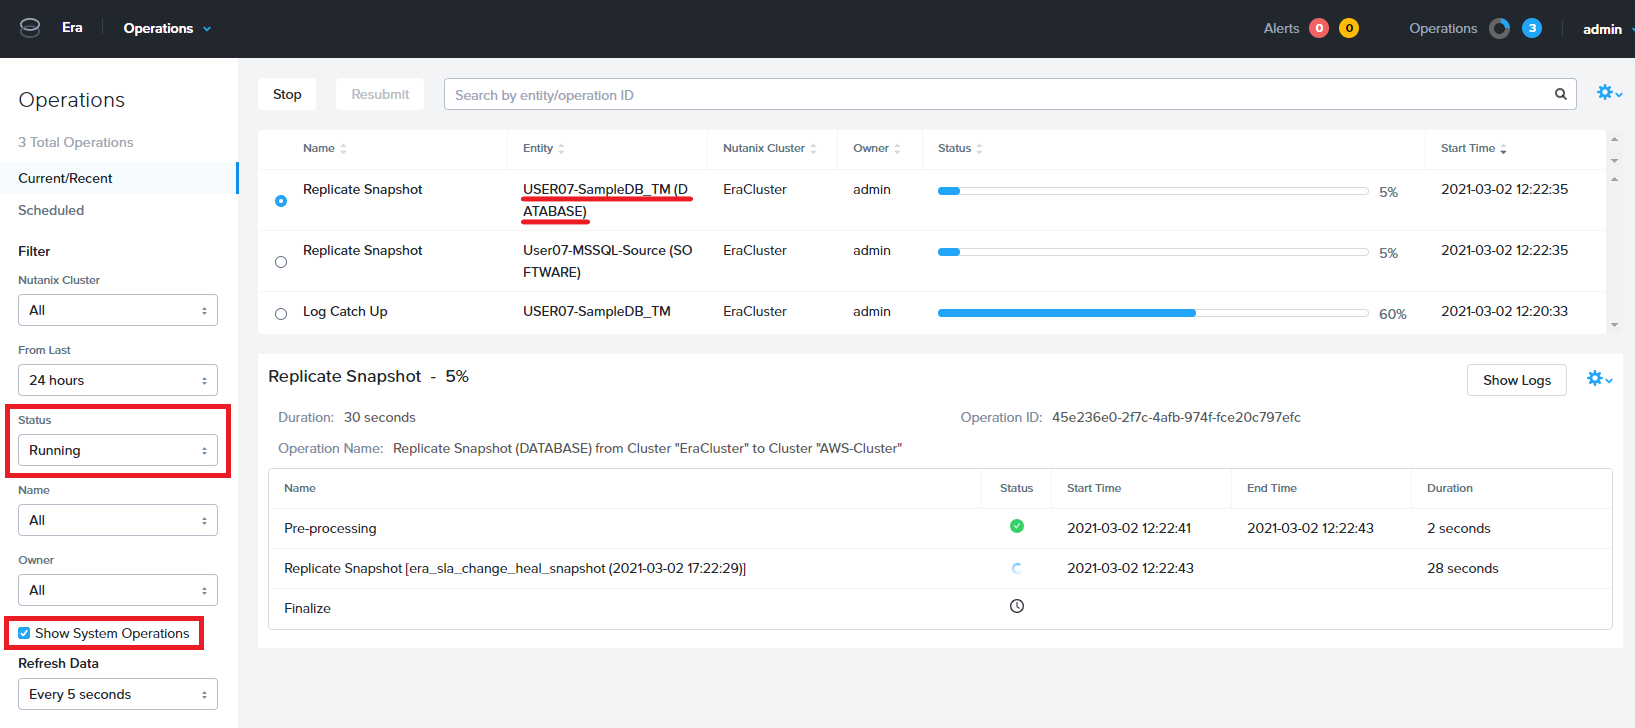 Era
Operations
Alerts 0 0
Operations 3
admin
Operations
3 Total Operations
Current/Recent
Scheduled
Filter
Nutanix Cluster
All
From Last
24 hours
Status
Running
Name
All
Owner
All
Show System Operations
Refresh Data
Every 5 seconds
Stop
Resubmit
Search by entity/operation ID
Name Entity Nutanix Cluster Owner Status Start Time
Replicate Snapshot USER07-SampleDB_TM (D EraCluster admin 5% 2021-03-02 12:22:35
ATABASE)
Replicate Snapshot User07-MSSQL-Source (SO EraCluster admin 5% 2021-03-02 12:22:35
FTWARE)
Log Catch Up USER07-SampleDB_TM EraCluster admin 60% 2021-03-02 12:20:33
Replicate Snapshot - 5%
Show Logs
Duration: 30 seconds Operation ID: 45e236e0-2f7c-4afb-974f-fce20c797efc
Operation Name: Replicate Snapshot (DATABASE) from Cluster "EraCluster" to Cluster "AWS-Cluster"
Name Status Start Time End Time Duration
Pre-processing 2021-03-02 12:22:41 2021-03-02 12:22:43 2 seconds
Replicate Snapshot [era_sla_change_heal_snapshot (2021-03-02 17:22:29)] 2021-03-02 12:22:43 28 seconds
Finalize